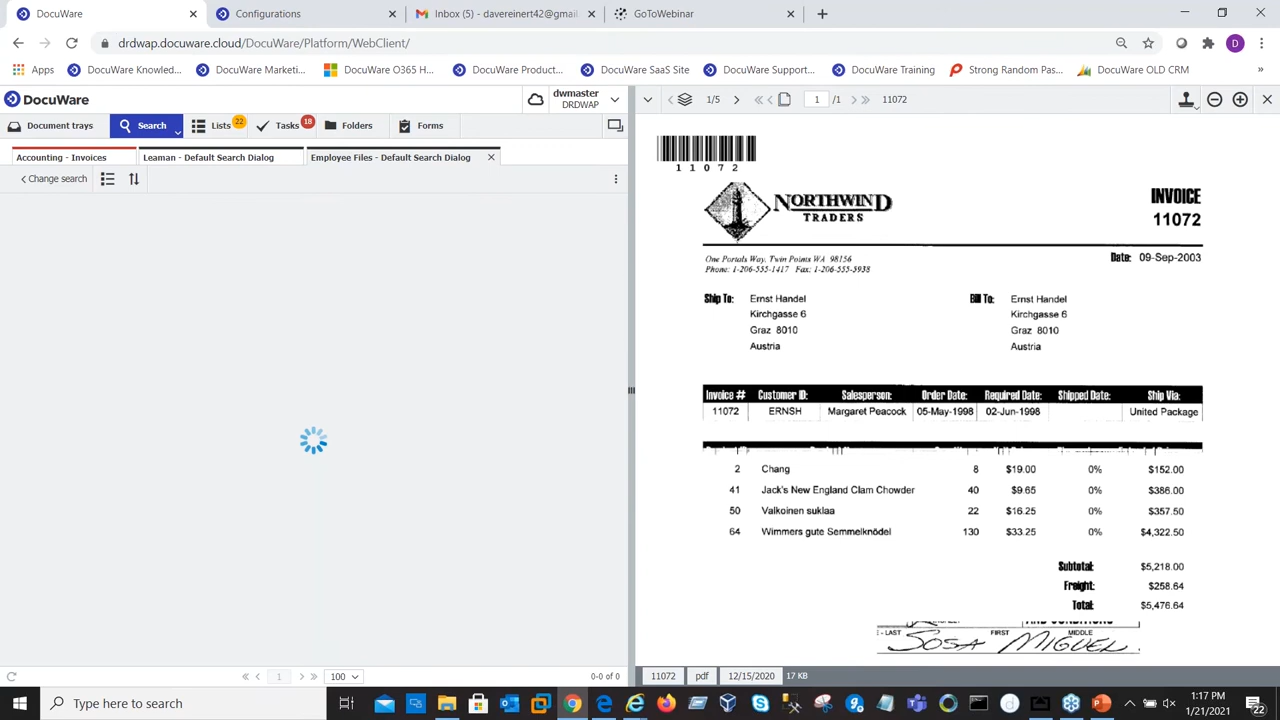 DocuWare
Configurations
Inbox (5) - davereinert42@gmail
GoToWebinar
drdwap.docuware.cloud/DocuWare/Platform/WebClient/
D
Apps
DocuWare Knowled...
DocuWare Marketi...
DocuWare O365 H...
DocuWare Product...
DocuWare SaaS Site
DocuWare Support...
DocuWare Training
Strong Random Pas...
DocuWare OLD CRM
»
DocuWare
dwmaster
DRDWAP
1/5
1
/1
11072
Document trays
Search
Lists
22
Tasks
18
Folders
Forms
Accounting - Invoices
Leaman - Default Search Dialog
Employee Files - Default Search Dialog
Change search
11072
NORTHWIND
TRADERS
INVOICE
11072
One Portals Way, Twin Points WA 98156
Phone: 1-206-555-1417 Fax: 1-206-555-5938
Date: 09-Sep-2003
Ship To: Ernst Handel
Kirchgasse 6
Graz 8010
Austria
Bill To: Ernst Handel
Kirchgasse 6
Graz 8010
Austria
Invoice # Customer ID: Salesperson: Order Date: Required Date: Shipped Date: Ship Via:
11072 ERNSH Margaret Peacock 05-May-1998 02-Jun-1998 United Package
2 Chang 8 $19.00 0% $152.00
41 Jack's New England Clam Chowder 40 $9.65 0% $386.00
50 Valkoinen suklaa 22 $16.25 0% $357.50
64 Wimmers gute Semmelknödel 130 $33.25 0% $4,322.50
Subtotal: $5,218.00
Freight: $258.64
Total: $5,476.64
AND CONDITIONS
- LAST FIRST MIDDLE
SOSA MIGUEL
1
100
0-0 of 0
11072
pdf
12/15/2020
17 KB
Type here to search
1:17 PM
1/21/2021
22